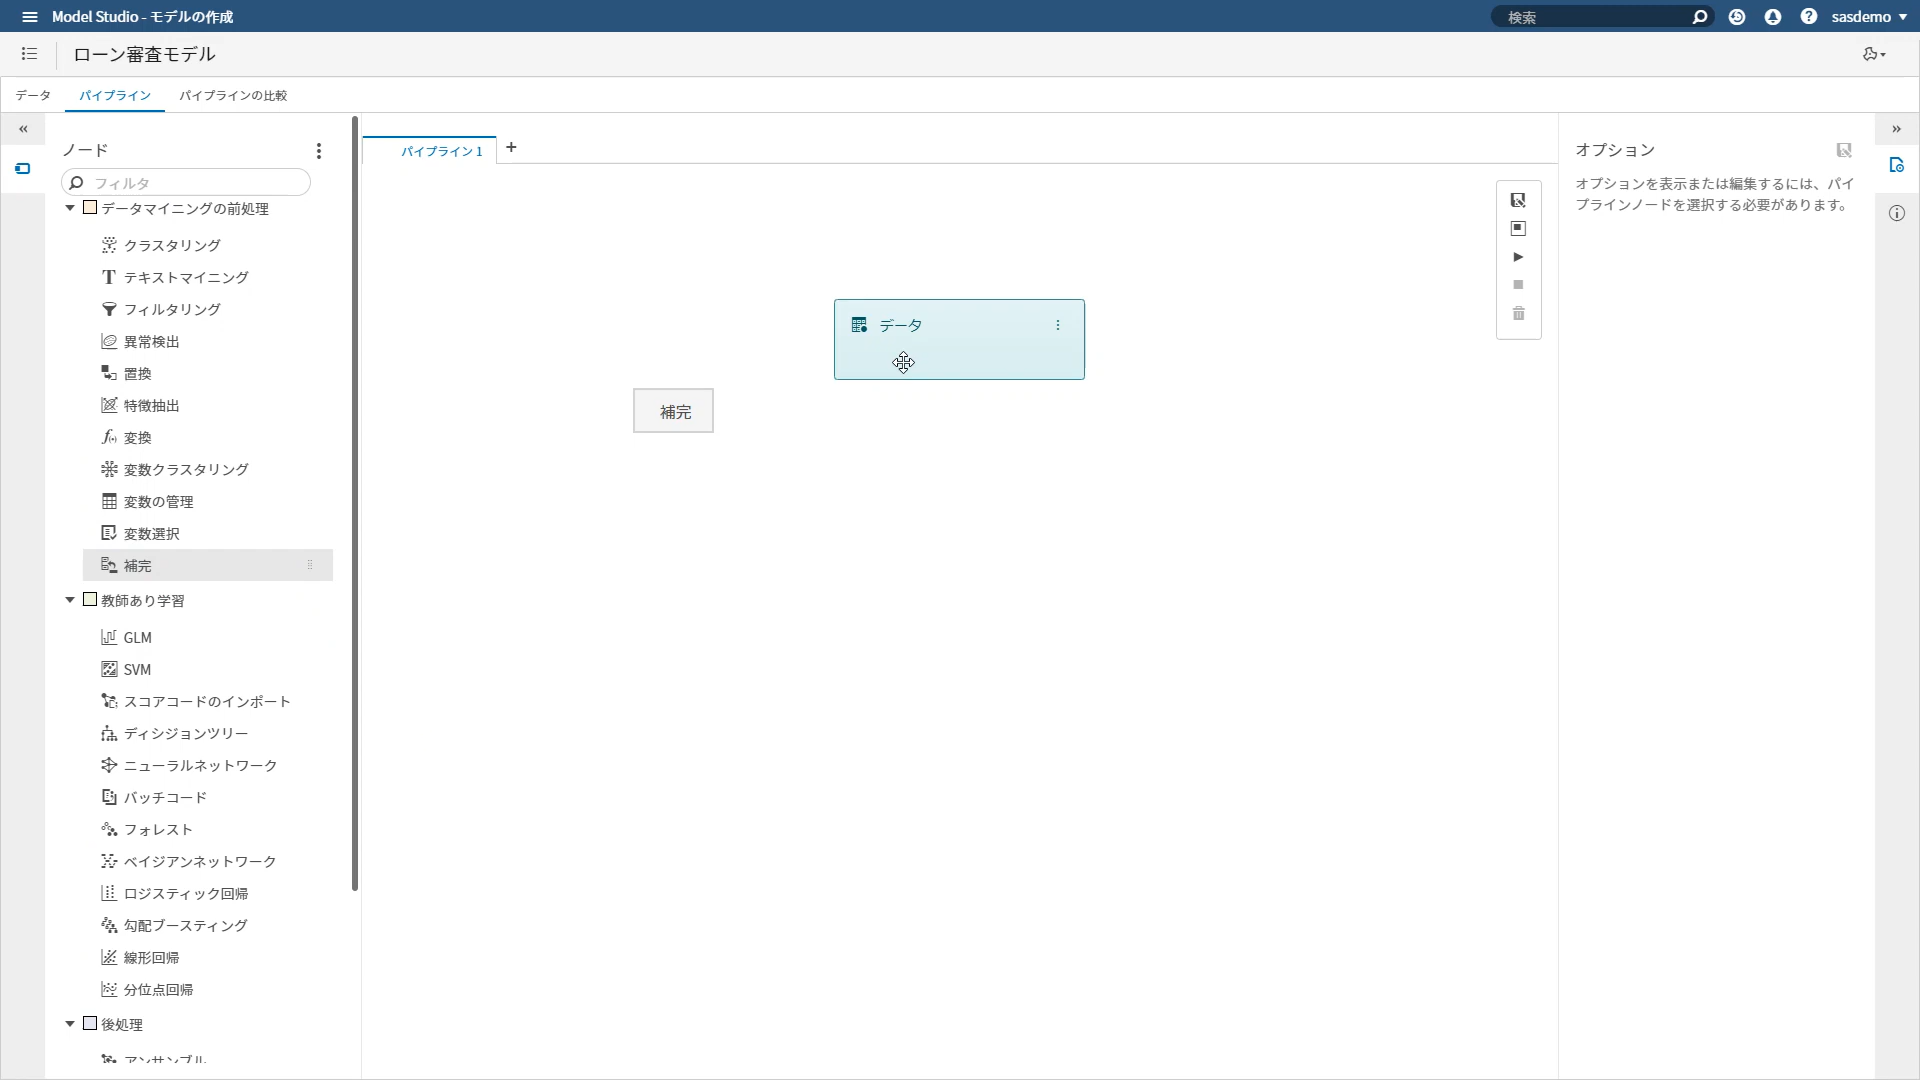 Model Studio - モデルの作成
検索
sasdemo
ローン審査モデル
データ
パイプライン
パイプラインの比較
ノード
フィルタ
データマイニングの前処理
クラスタリング
テキストマイニング
フィルタリング
異常検出
置換
特徴抽出
変換
変数クラスタリング
変数の管理
変数選択
補完
教師あり学習
GLM
SVM
スコアコードのインポート
ディシジョンツリー
ニューラルネットワーク
バッチコード
フォレスト
ベイジアンネットワーク
ロジスティック回帰
勾配ブースティング
線形回帰
分位点回帰
後処理
アンサンブル
パイプライン 1
データ
補完
オプション
オプションを表示または編集するには、パイ
プラインノードを選択する必要があります。